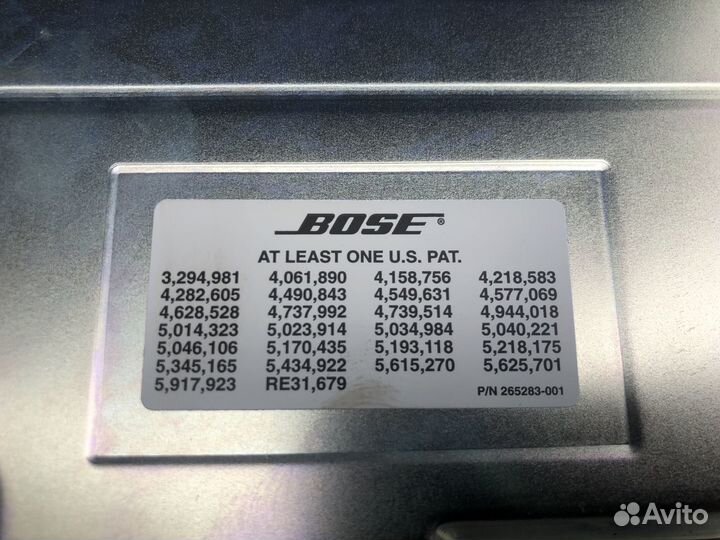 BOSE®
AT LEAST ONE U.S. PAT.
3,294,981 4,061,890 4,158,756 4,218,583
4,282,605 4,490,843 4,549,631 4,577,069
4,628,528 4,737,992 4,739,514 4,944,018
5,014,323 5,023,914 5,034,984 5,040,221
5,046,106 5,170,435 5,193,118 5,218,175
5,345,165 5,434,922 5,615,270 5,625,701
5,917,923 RE31,679
P/N 265283-001
Avito